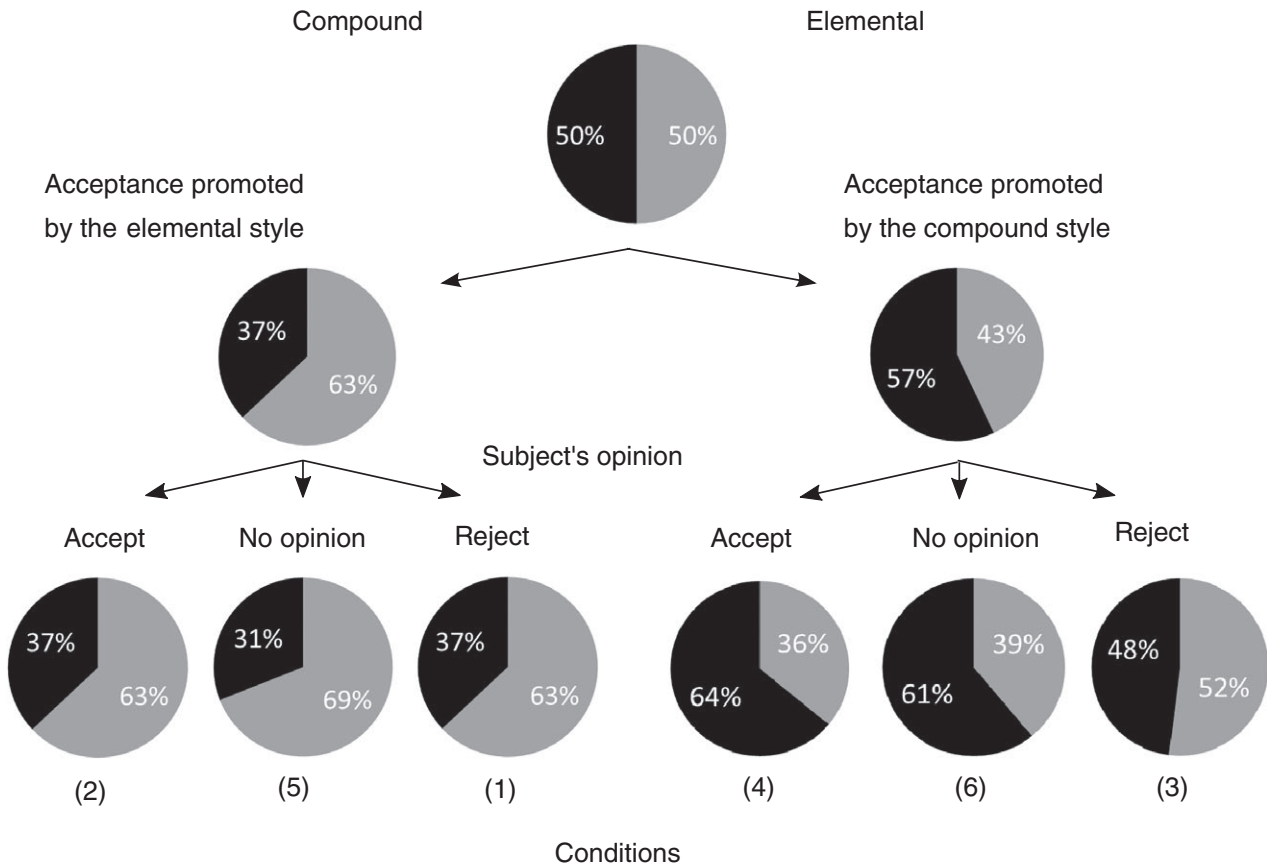 Compound Elemental
50% 50%
Acceptance promoted
by the elemental style
Acceptance promoted
by the compound style
37%
63%
43%
57%
Subject's opinion
Accept No opinion Reject Accept No opinion Reject
37%
63%
31%
69%
37%
63%
36%
64%
39%
61%
48%
52%
(2) (5) (1) (4) (6) (3)
Conditions